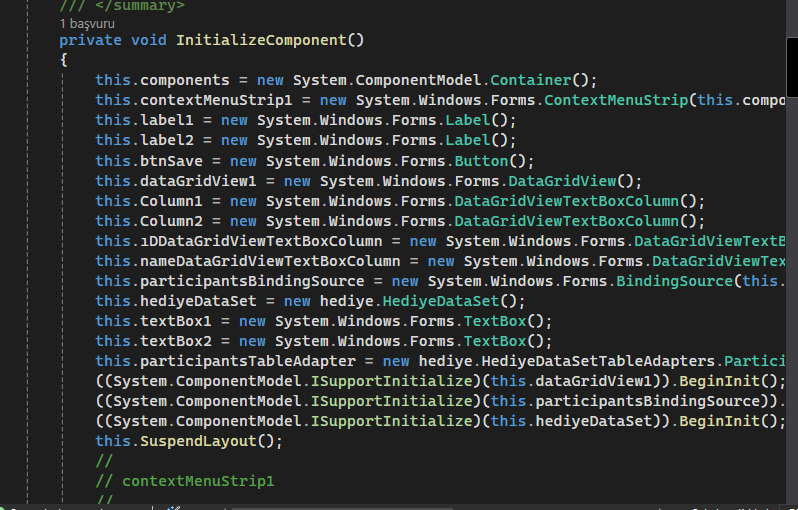 /// </summary>
1 başvuru
private void InitializeComponent()
{
this.components = new System.ComponentModel.Container();
this.contextMenuStrip1 = new System.Windows.Forms.ContextMenuStrip(this.compo
this.label1 = new System.Windows.Forms.Label();
this.label2 = new System.Windows.Forms.Label();
this.btnSave = new System.Windows.Forms.Button();
this.dataGridView1 = new System.Windows.Forms.DataGridView();
this.Column1 = new System.Windows.Forms.DataGridViewTextBoxColumn();
this.Column2 = new System.Windows.Forms.DataGridViewTextBoxColumn();
this.ıDDataGridViewTextBoxColumn = new System.Windows.Forms.DataGridViewTextB
this.nameDataGridViewTextBoxColumn = new System.Windows.Forms.DataGridViewTex
this.participantsBindingSource = new System.Windows.Forms.BindingSource(this.
this.hediyeDataSet = new hediye.HediyeDataSet();
this.textBox1 = new System.Windows.Forms.TextBox();
this.textBox2 = new System.Windows.Forms.TextBox();
this.participantsTableAdapter = new hediye.HediyeDataSetTableAdapters.Partici
((System.ComponentModel.ISupportInitialize)(this.dataGridView1)).BeginInit();
((System.ComponentModel.ISupportInitialize)(this.participantsBindingSource)).
((System.ComponentModel.ISupportInitialize)(this.hediyeDataSet)).BeginInit();
this.SuspendLayout();
//
// contextMenuStrip1
//